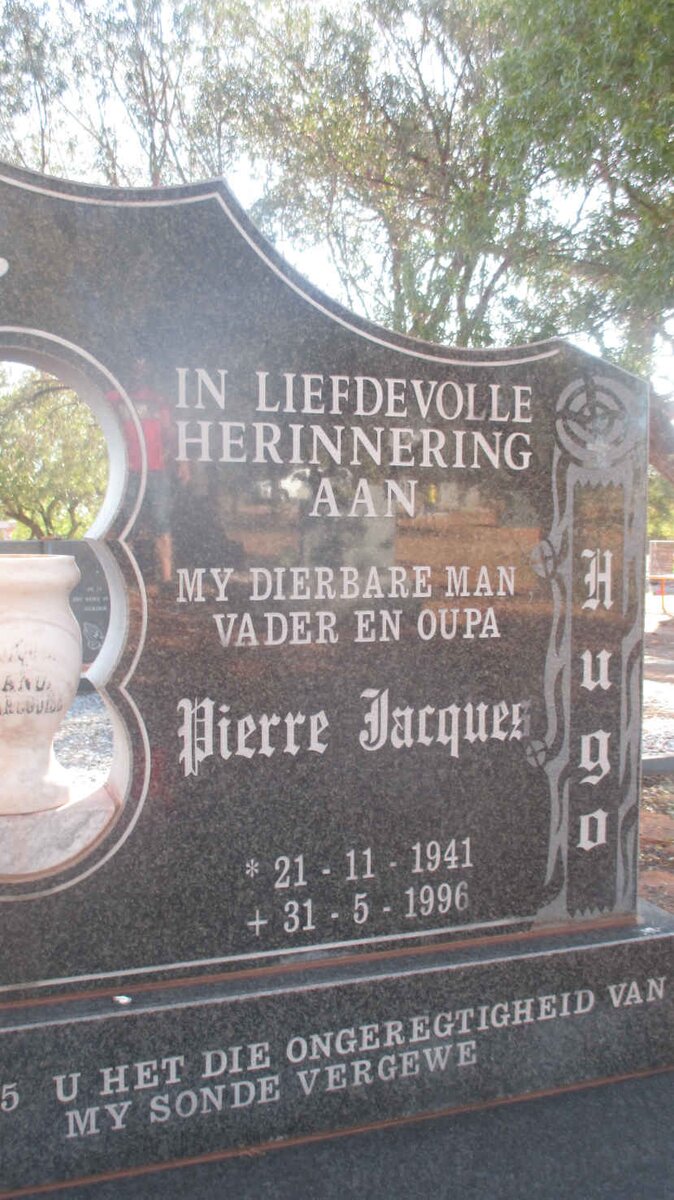 IN LIEFDEVOLLE
HERINNERING
AAN
MY DIERBARE MAN
VADER EN OUPA
Pierre Jacques
Hugo
* 21 - 11 - 1941
+ 31 - 5 - 1996
5 U HET DIE ONGEREGTIGHEID VAN
MY SONDE VERGEWE